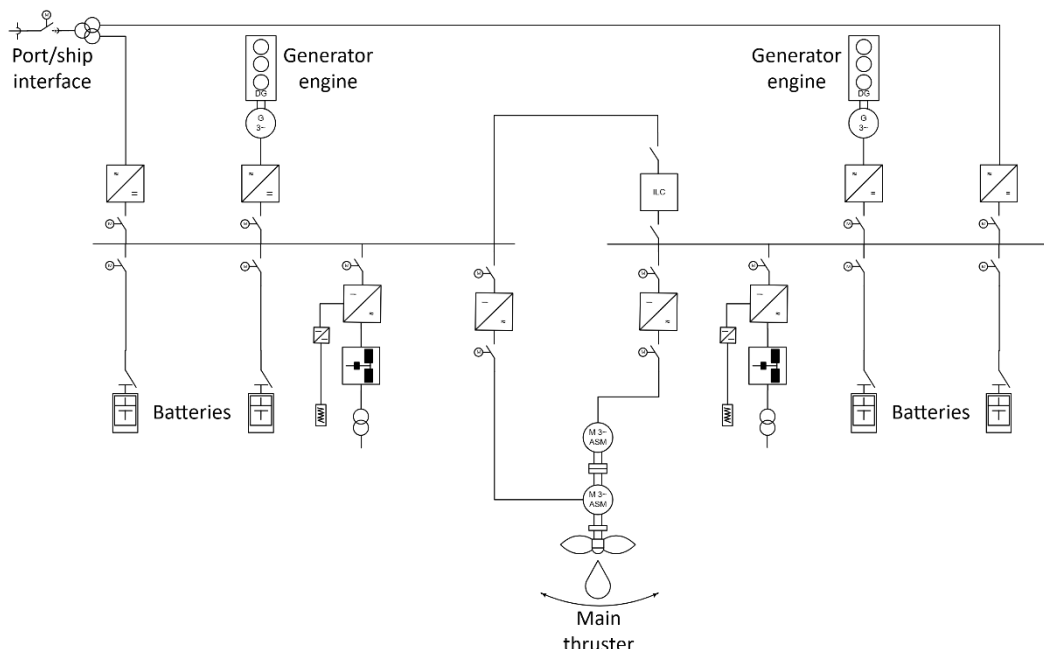 Port/ship
interface
Generator
engine
DG
G
3~
Generator
engine
DG
G
3~
ILC
Batteries
Batteries
M 3~
ASM
M 3~
ASM
Main
thruster